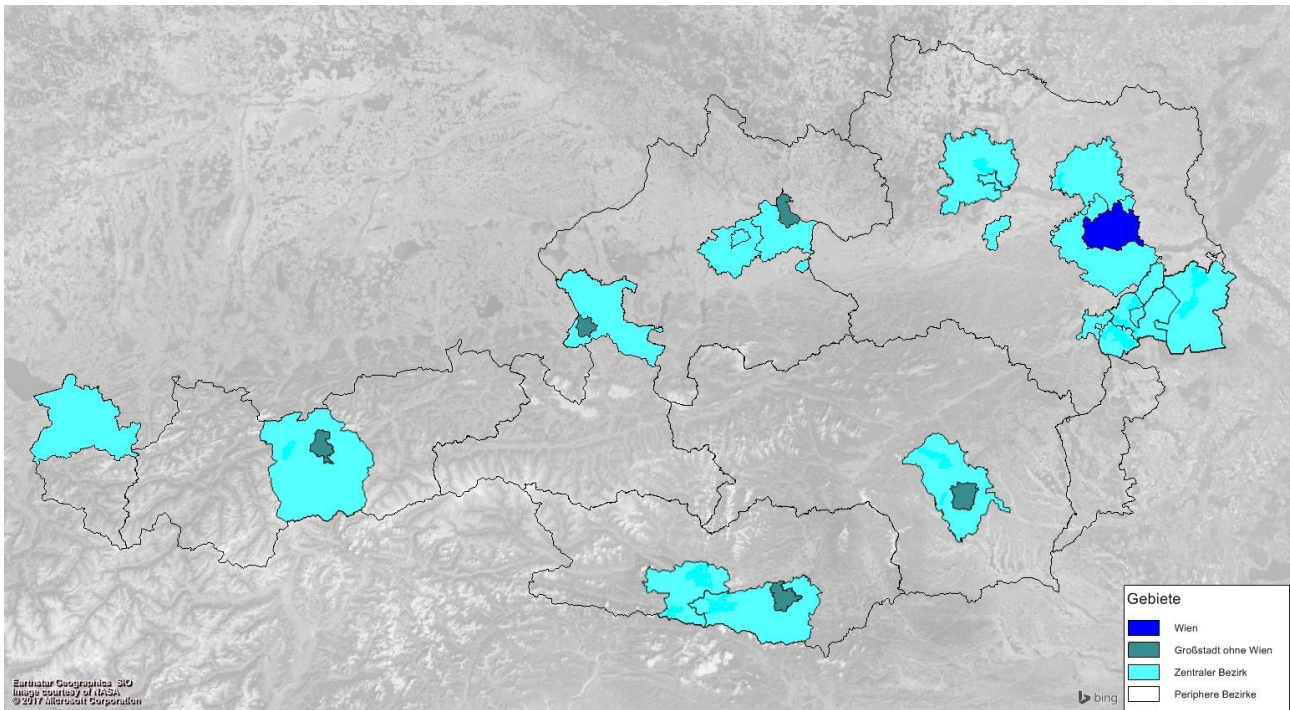 Gebiete
Wien
Großstadt ohne Wien
Zentraler Bezirk
Periphere Bezirke
Earthstar Geographics SIO
Image courtesy of NASA
© 2017 Microsoft Corporation
bing